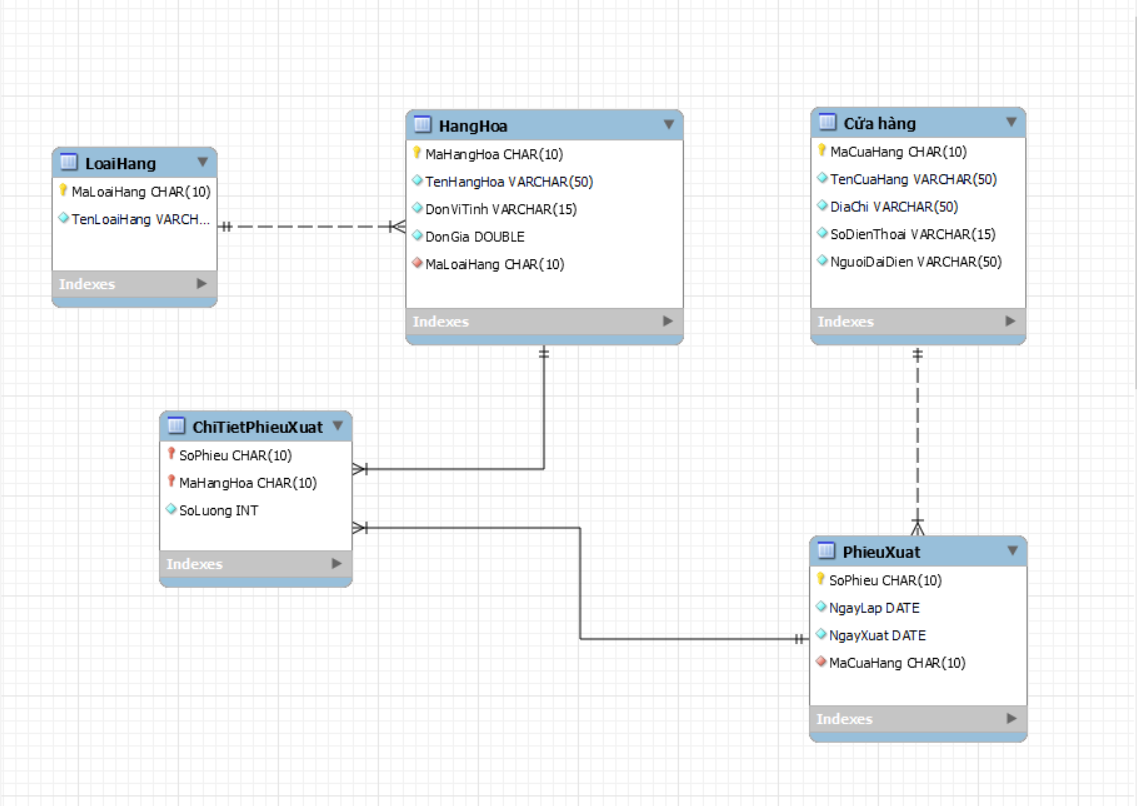 LoaiHang
MaLoaiHang CHAR(10)
TenLoaiHang VARCH...
Indexes
HangHoa
MaHangHoa CHAR(10)
TenHangHoa VARCHAR(50)
DonViTinh VARCHAR(15)
DonGia DOUBLE
MaLoaiHang CHAR(10)
Indexes
Cửa hàng
MaCuaHang CHAR(10)
TenCuaHang VARCHAR(50)
DiaChi VARCHAR(50)
SoDienThoai VARCHAR(15)
NguoiDaiDien VARCHAR(50)
Indexes
ChiTietPhieuXuat
SoPhieu CHAR(10)
MaHangHoa CHAR(10)
SoLuong INT
Indexes
PhieuXuat
SoPhieu CHAR(10)
NgayLap DATE
NgayXuat DATE
MaCuaHang CHAR(10)
Indexes